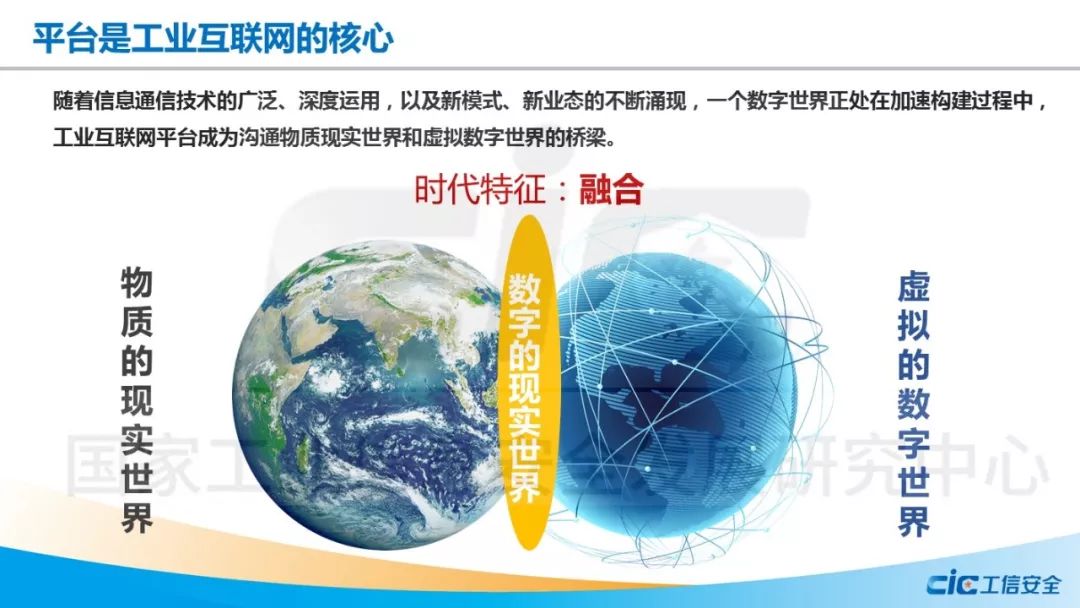 平台是工业互联网的核心
随着信息通信技术的广泛、深度运用，以及新模式、新业态的不断涌现，一个数字世界正处在加速构建过程中，
工业互联网平台成为沟通物质现实世界和虚拟数字世界的桥梁。
时代特征：融合
物质的现实世界
数字的现实世界
虚拟的数字世界
国家工 安全发 研究中心
cic
CIC工信安全